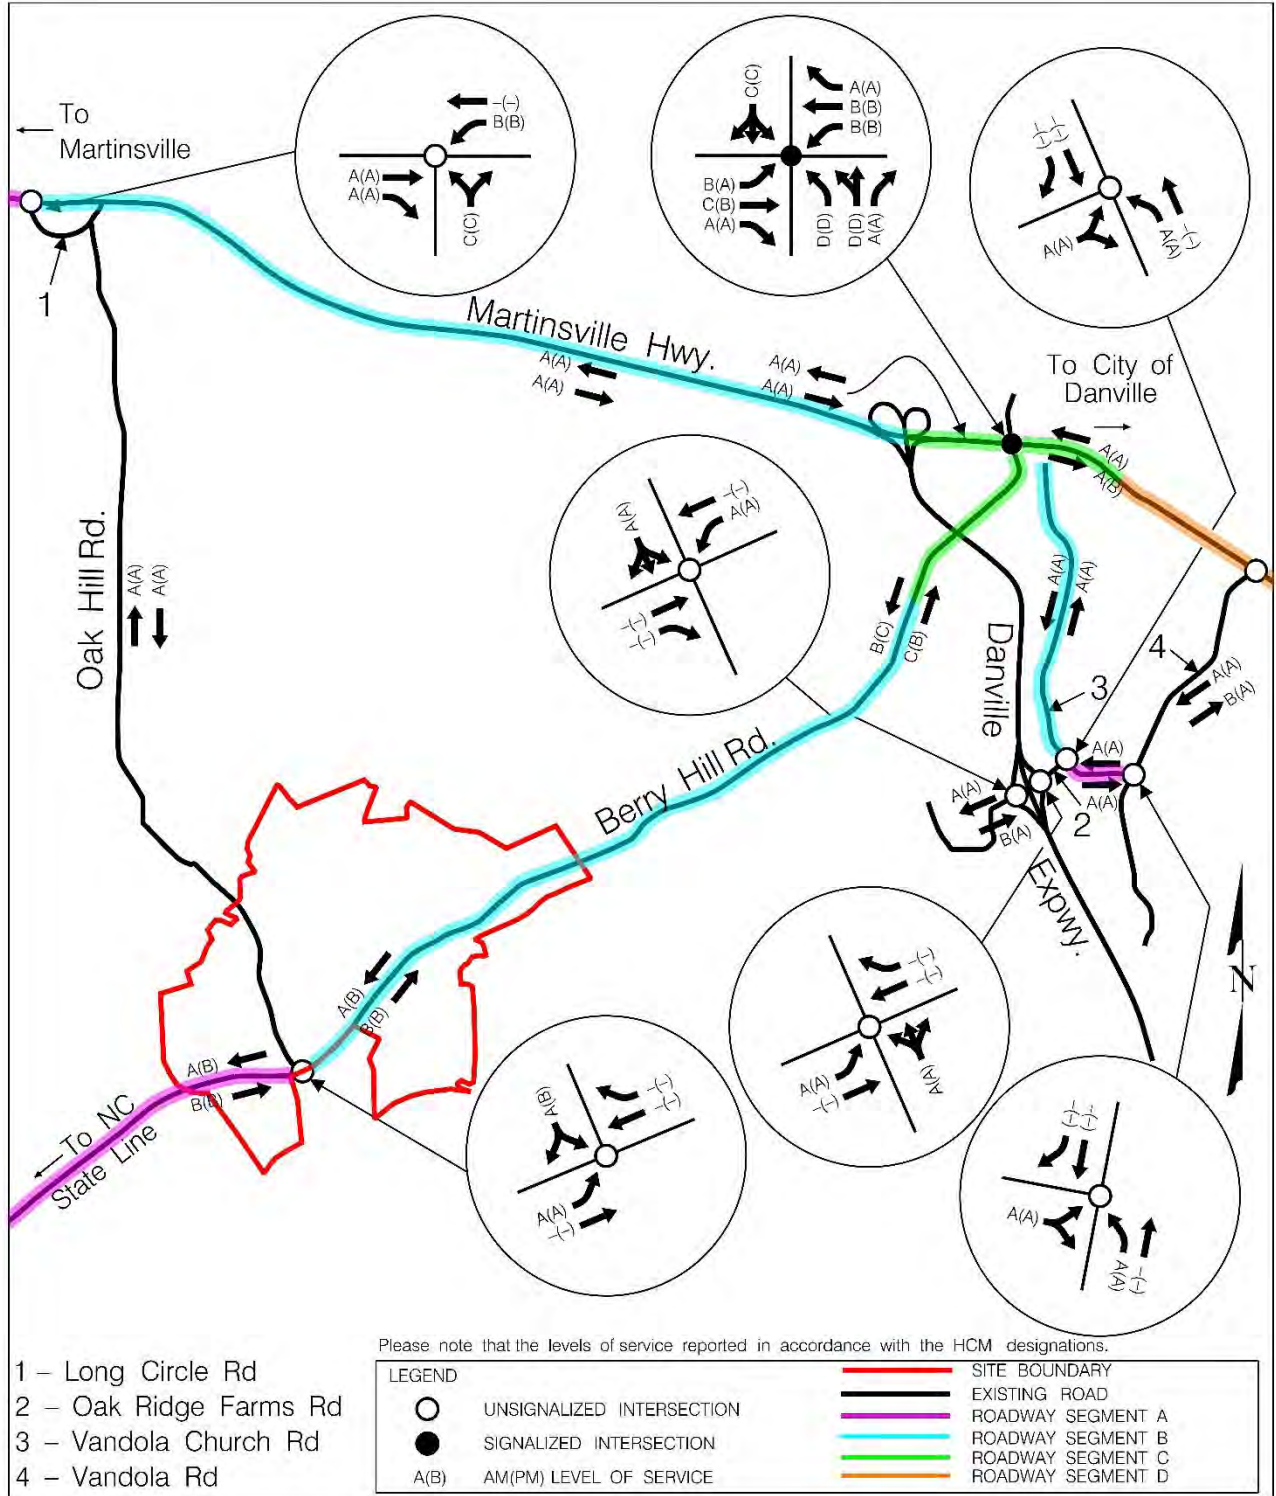 To
Martinsville
–(–)
B(B)
A(A)
A(A)
C(C)
C(C)
A(A)
B(B)
B(B)
B(A)
C(B)
A(A)
D(D)
D(D)
A(A)
–(–)
–(–)
A(A)
A(A)
–(–)
1
Martinsville Hwy.
A(A)
A(A)
A(A)
A(A)
To City of
Danville
A(A)
A(B)
A(A)
–(–)
A(A)
–(–)
–(–)
Oak Hill Rd.
A(A)
A(A)
B(C)
C(B)
Danville
Expwy.
A(A)
A(A)
4
A(A)
B(A)
3
A(A)
A(A)
2
A(A)
B(A)
Berry Hill Rd.
A(B)
B(B)
A(B)
To NC
State Line
A(B)
–(–)
–(–)
A(A)
–(–)
–(–)
–(–)
A(A)
–(–)
A(A)
N
–(–)
–(–)
A(A)
A(A)
–(–)
Please note that the levels of service reported in accordance with the HCM designations.
1 – Long Circle Rd
2 – Oak Ridge Farms Rd
3 – Vandola Church Rd
4 – Vandola Rd
LEGEND
UNSIGNALIZED INTERSECTION
SIGNALIZED INTERSECTION
A(B) AM(PM) LEVEL OF SERVICE
SITE BOUNDARY
EXISTING ROAD
ROADWAY SEGMENT A
ROADWAY SEGMENT B
ROADWAY SEGMENT C
ROADWAY SEGMENT D